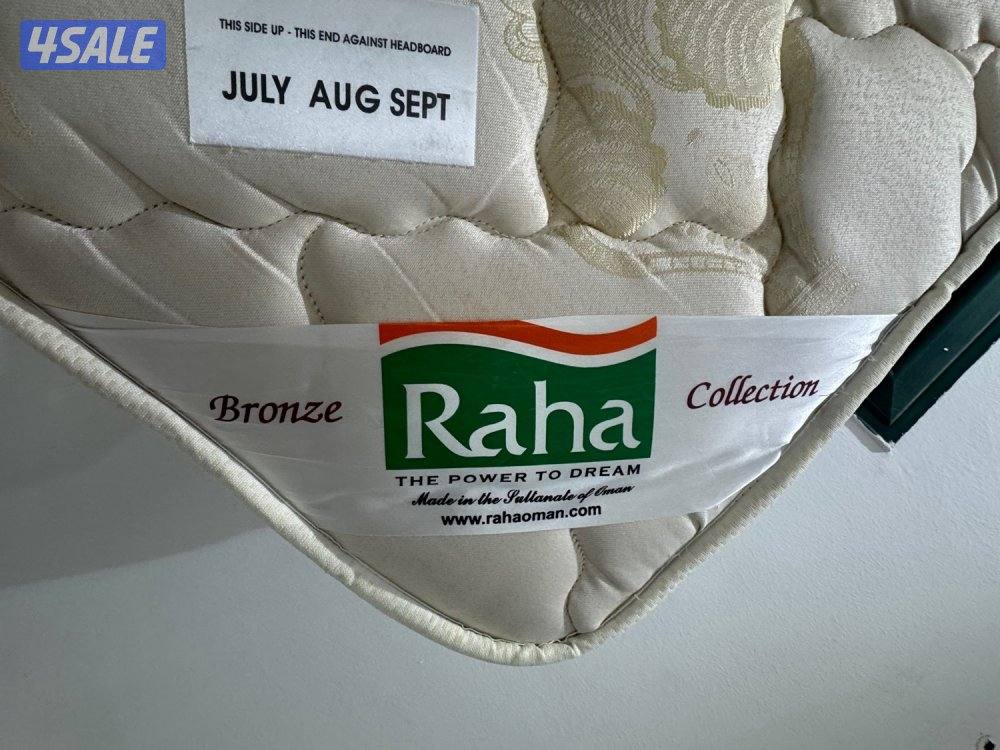 4SALE
THIS SIDE UP - THIS END AGAINST HEADBOARD
JULY AUG SEPT
Bronze
Raha
Collection
THE POWER TO DREAM
Made in the Sultanate of Oman
www.rahaoman.com